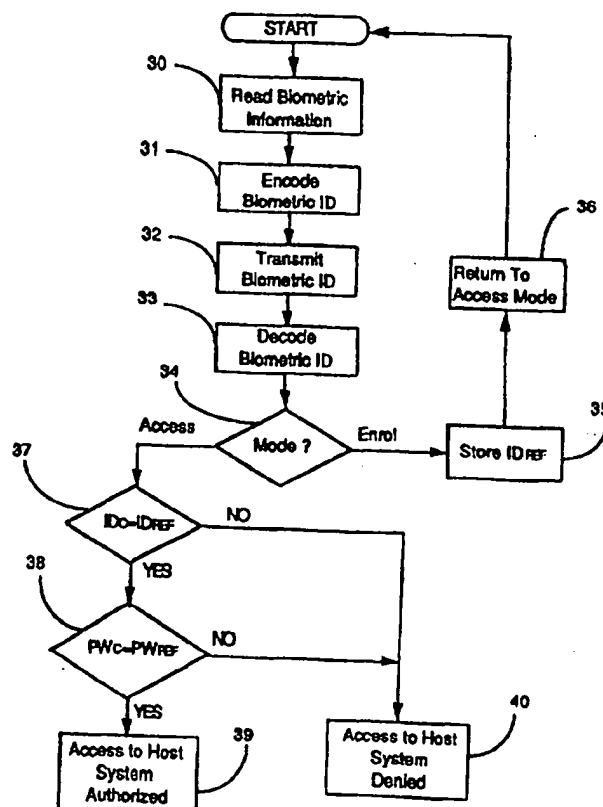 START
30
Read Biometric
Information
31
Encode
Biometric ID
32
Transmit
Biometric ID
33
Decode
Biometric ID
34
Mode ?
Access
Enrol
35
Store IDREF
36
Return To
Access Mode
37
IDC=IDREF
NO
YES
38
PWC=PWREF
NO
YES
39
Access to Host
System
Authorized
40
Access to Host
System
Denied